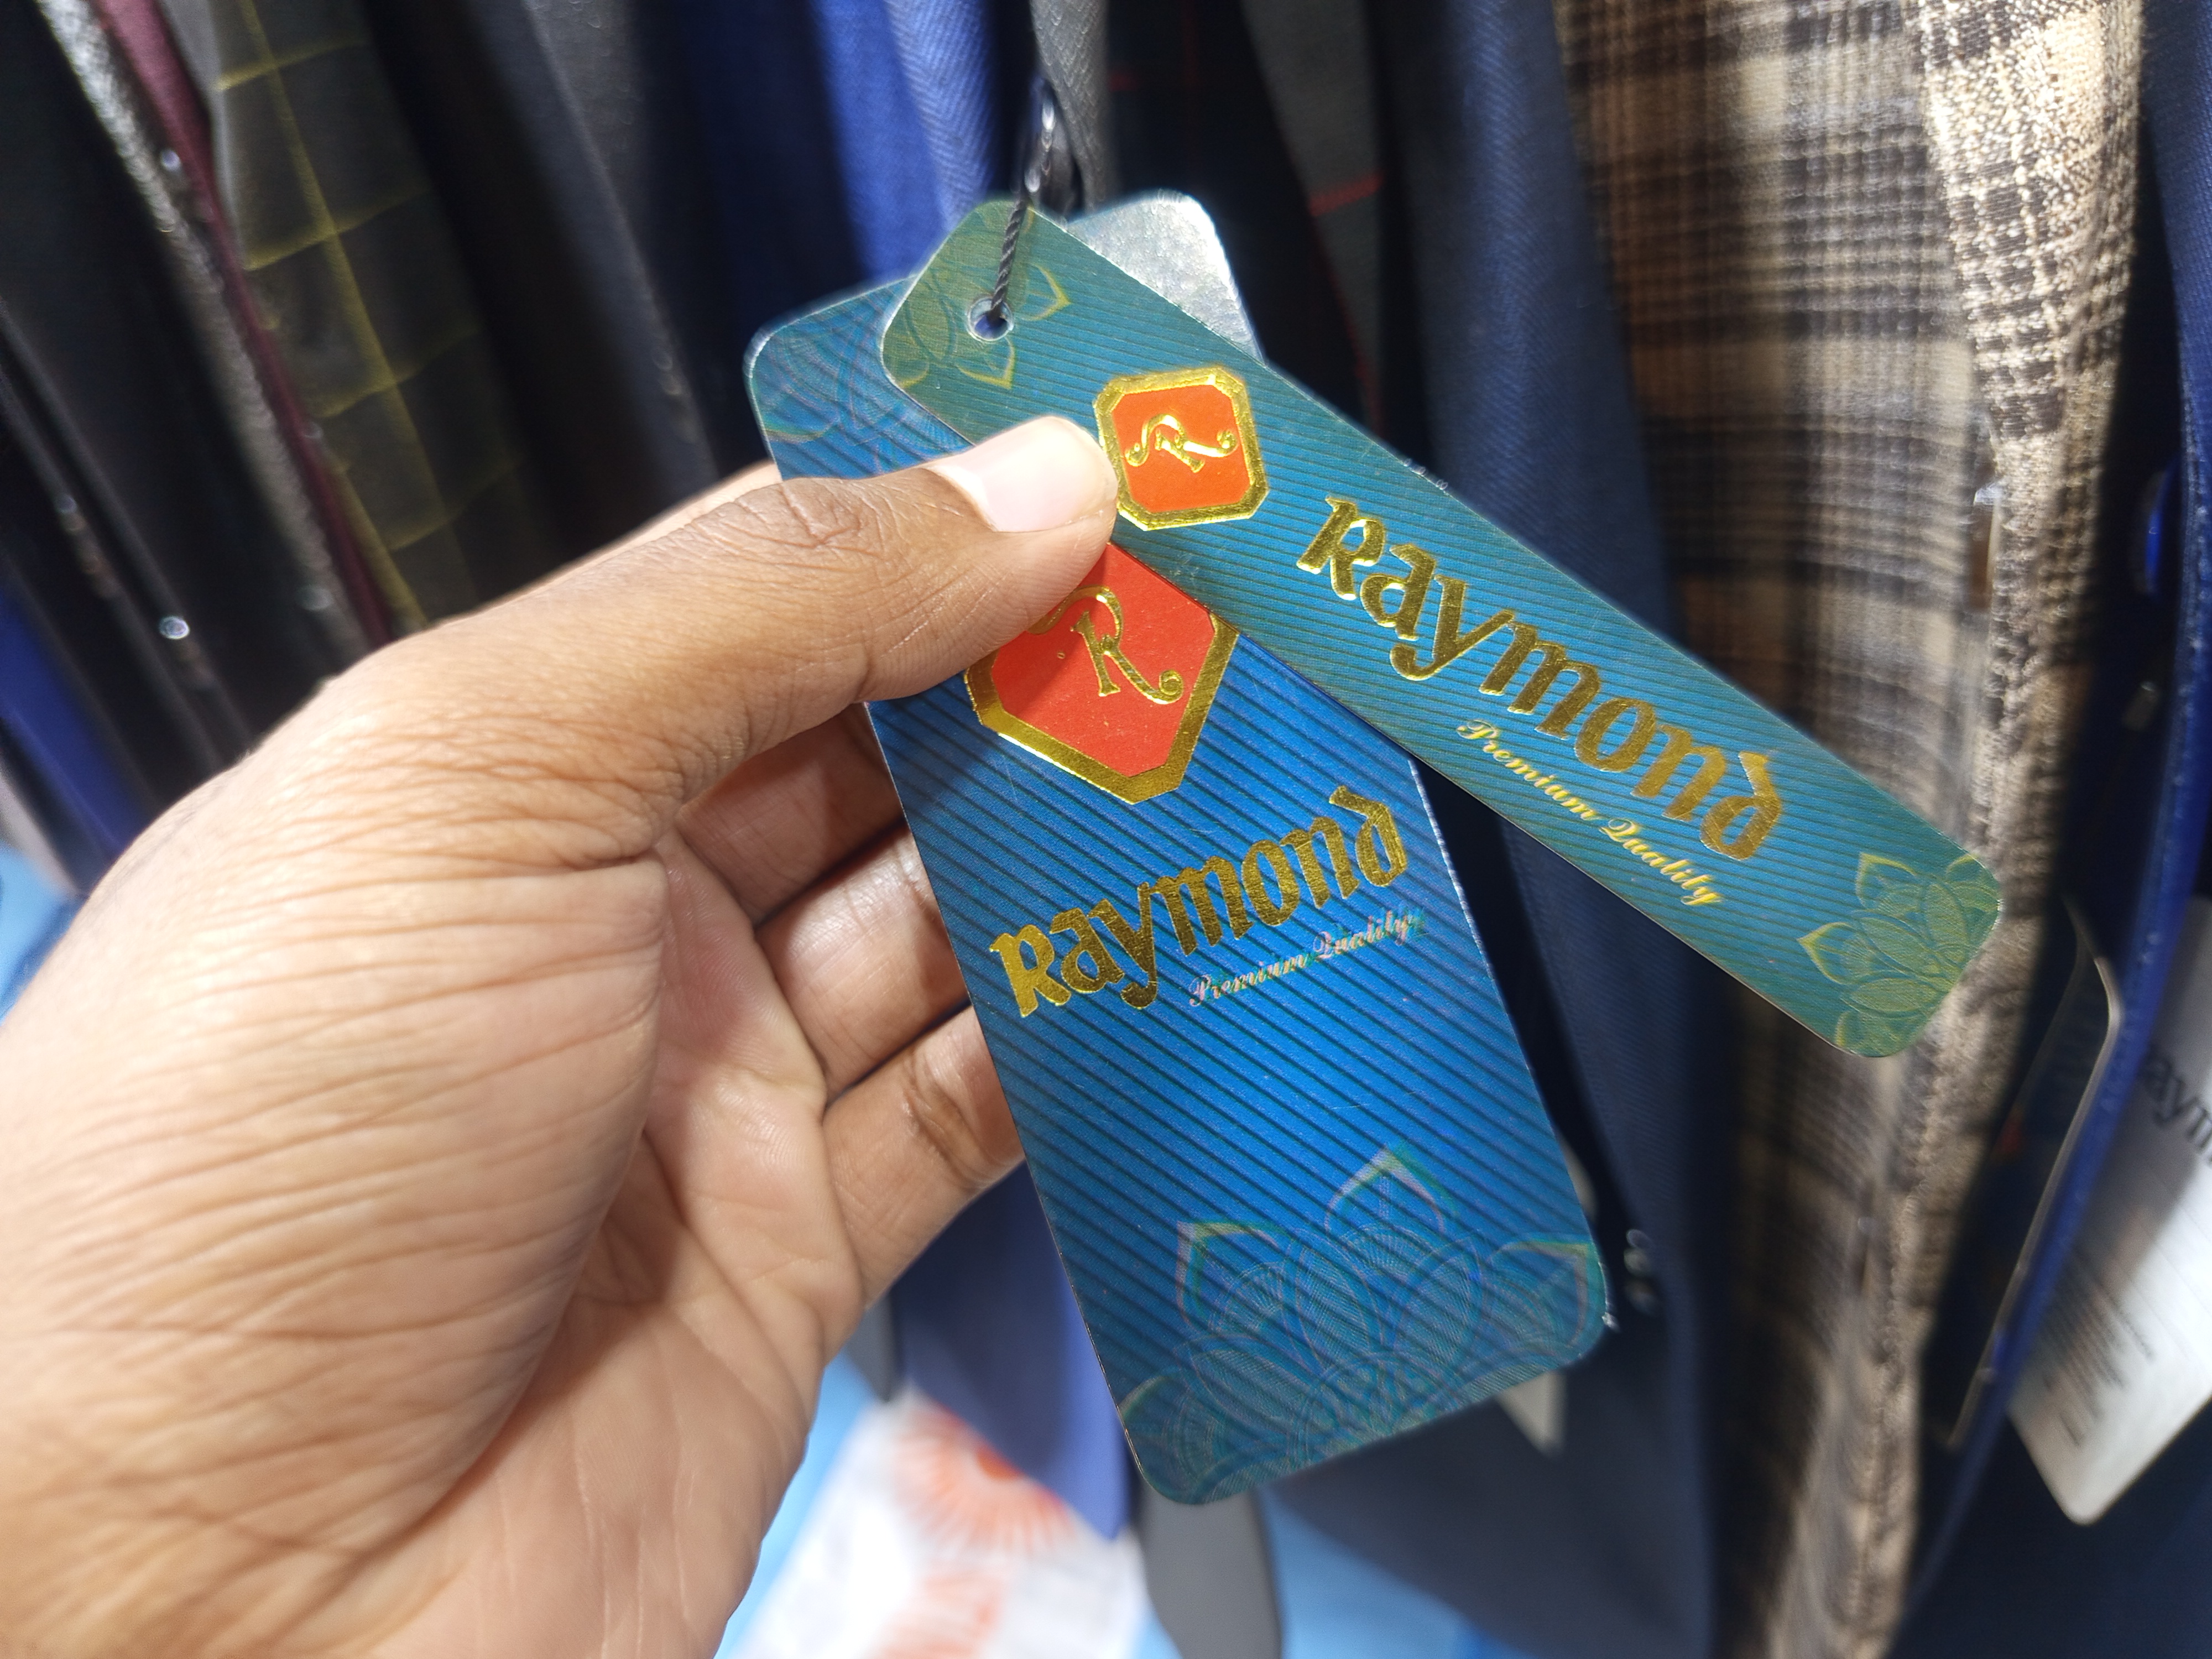 R
Raymond
Premium Quality
R
Raymond
Premium Quality